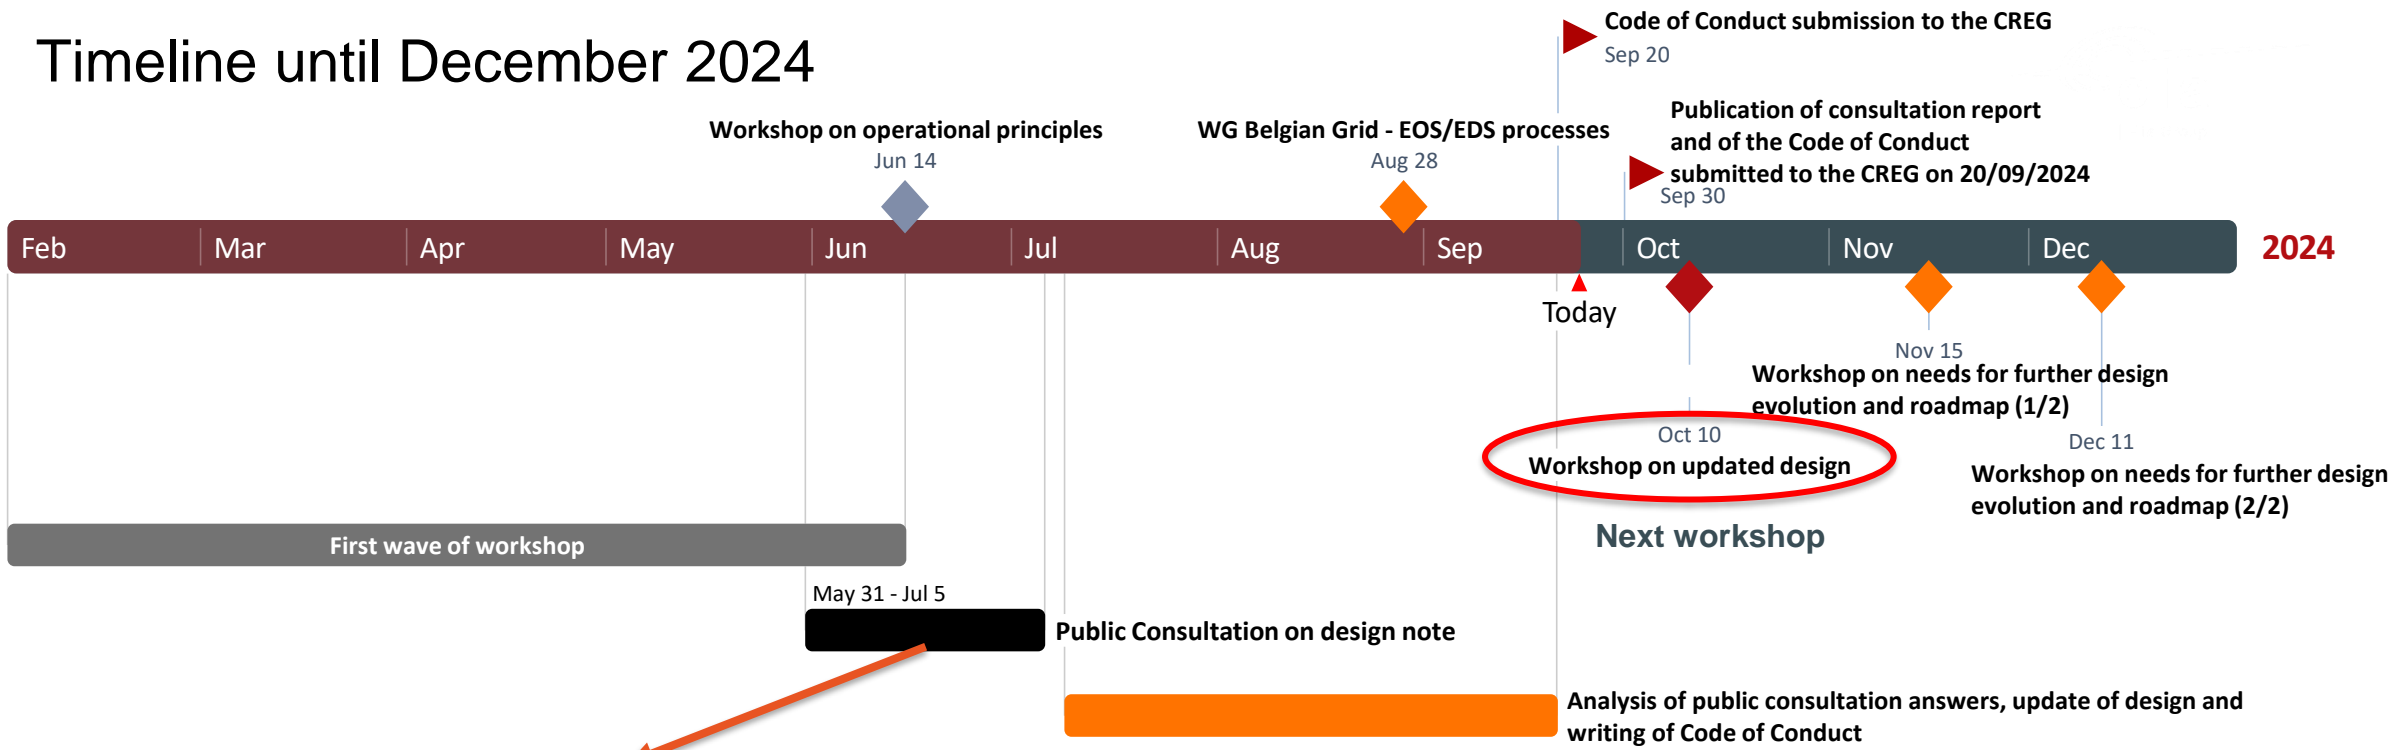 Timeline until December 2024
Code of Conduct submission to the CREG
Sep 20
Publication of consultation report
and of the Code of Conduct
submitted to the CREG on 20/09/2024
Sep 30
Workshop on operational principles
Jun 14
WG Belgian Grid - EOS/EDS processes
Aug 28
Feb Mar Apr May Jun Jul Aug Sep Oct Nov Dec 2024
Today
Nov 15
Workshop on needs for further design
evolution and roadmap (1/2)
Oct 10
Workshop on updated design
Dec 11
Workshop on needs for further design
evolution and roadmap (2/2)
Next workshop
First wave of workshop
May 31 - Jul 5
Public Consultation on design note
Analysis of public consultation answers, update of design and
writing of Code of Conduct